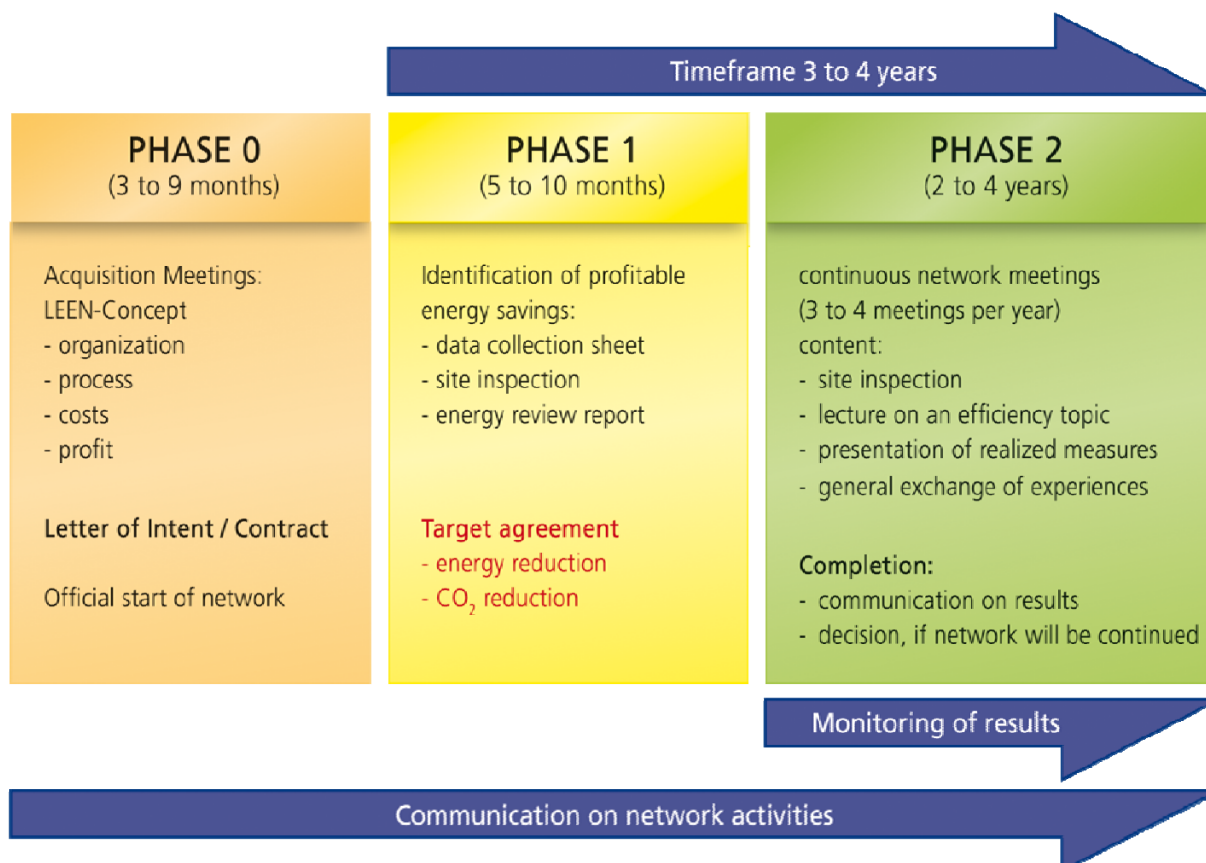 Timeframe 3 to 4 years
PHASE 0
(3 to 9 months)
Acquisition Meetings:
LEEN-Concept
- organization
- process
- costs
- profit
Letter of Intent / Contract
Official start of network
PHASE 1
(5 to 10 months)
Identification of profitable
energy savings:
- data collection sheet
- site inspection
- energy review report
Target agreement
- energy reduction
- CO₂ reduction
PHASE 2
(2 to 4 years)
continuous network meetings
(3 to 4 meetings per year)
content:
- site inspection
- lecture on an efficiency topic
- presentation of realized measures
- general exchange of experiences
Completion:
- communication on results
- decision, if network will be continued
Monitoring of results
Communication on network activities